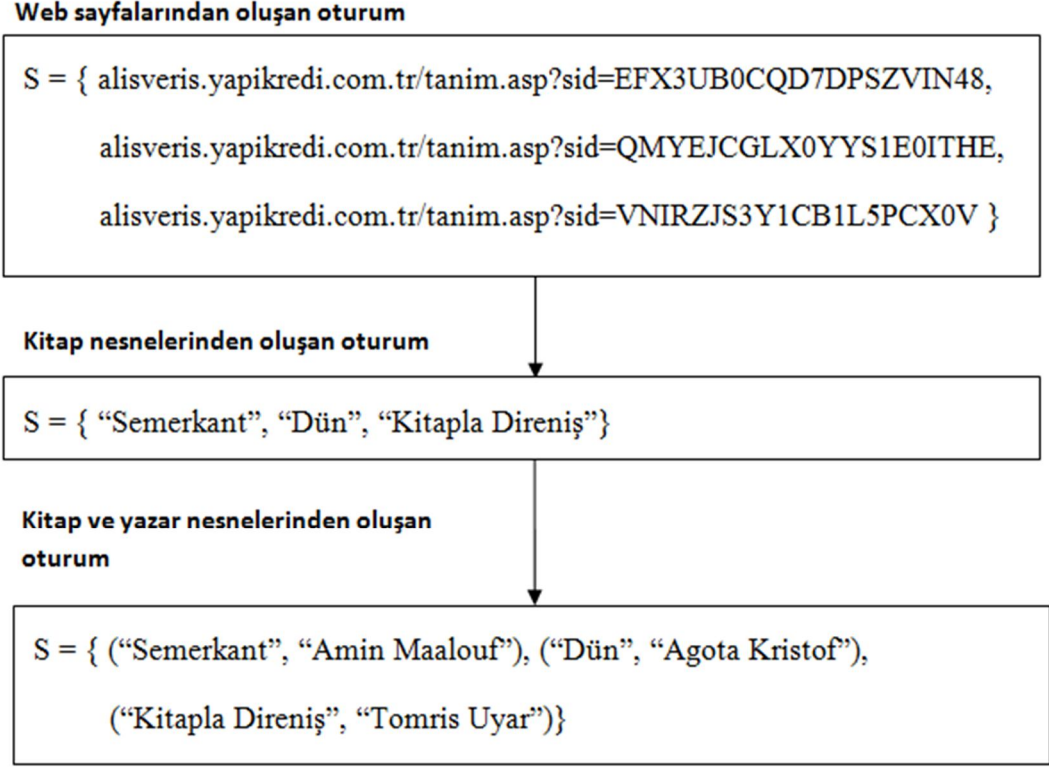 Web sayfalarından oluşan oturum
S = { alisveris.yapikredi.com.tr/tanim.asp?sid=EFX3UB0CQD7DPSZVIN48,
alisveris.yapikredi.com.tr/tanim.asp?sid=QMYEJCGLX0YYS1E0ITHE,
alisveris.yapikredi.com.tr/tanim.asp?sid=VNIRZJS3Y1CB1L5PCX0V }
Kitap nesnelerinden oluşan oturum
S = { “Semerkant”, “Dün”, “Kitapla Direniş”}
Kitap ve yazar nesnelerinden oluşan
oturum
S = { (“Semerkant”, “Amin Maalouf”), (“Dün”, “Agota Kristof”),
(“Kitapla Direniş”, “Tomris Uyar”)}